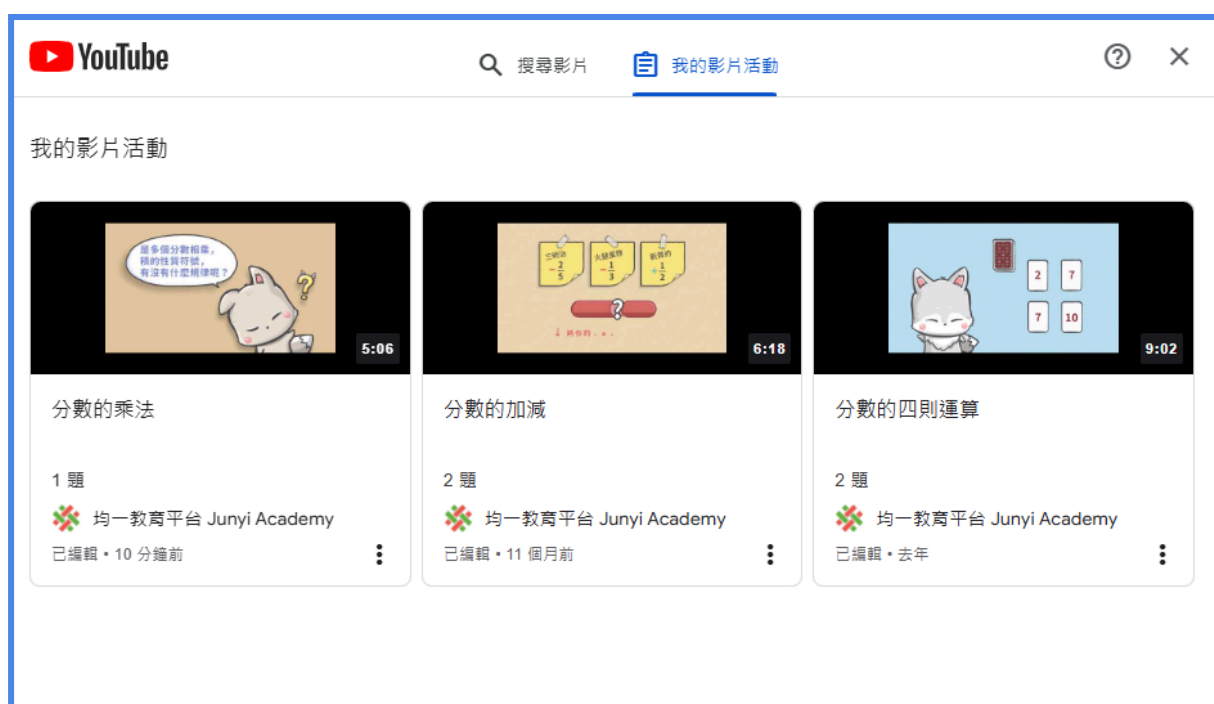 YouTube
搜尋影片
我的影片活動
我的影片活動
是多個分數相乘,
積的性質符號,
有沒有什麼規律呢?
5:06
分數的乘法
1 題
均一教育平台 Junyi Academy
已編輯・10 分鐘前
- 2/5
- 1/3
+ 1/2
?
6:18
分數的加減
2 題
均一教育平台 Junyi Academy
已編輯・11 個月前
2 7
7 10
9:02
分數的四則運算
2 題
均一教育平台 Junyi Academy
已編輯・去年